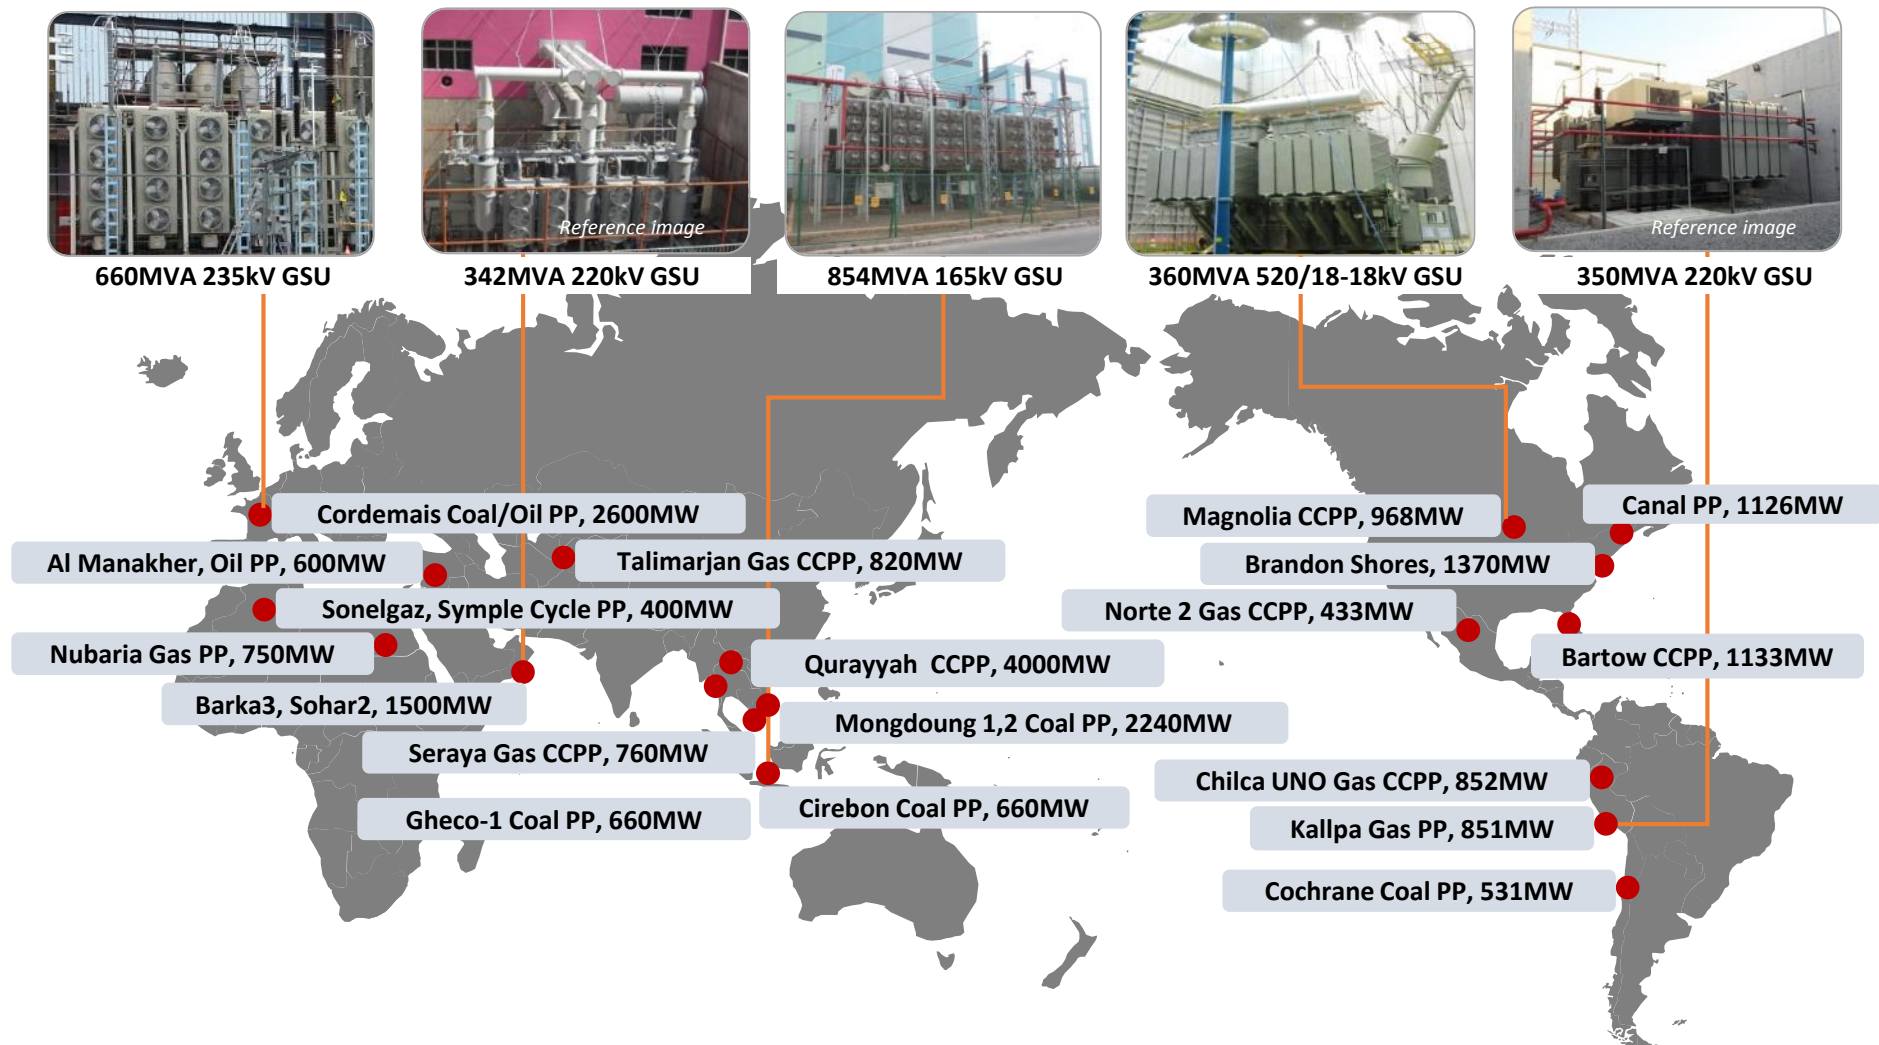 Reference image
Reference image
660MVA 235kV GSU
342MVA 220kV GSU
854MVA 165kV GSU
360MVA 520/18-18kV GSU
350MVA 220kV GSU
Cordemais Coal/Oil PP, 2600MW
Magnolia CCPP, 968MW
Canal PP, 1126MW
Al Manakher, Oil PP, 600MW
Talimarjan Gas CCPP, 820MW
Brandon Shores, 1370MW
Sonelgaz, Symple Cycle PP, 400MW
Norte 2 Gas CCPP, 433MW
Nubaria Gas PP, 750MW
Qurayyah  CCPP, 4000MW
Bartow CCPP, 1133MW
Barka3, Sohar2, 1500MW
Mongdoung 1,2 Coal PP, 2240MW
Seraya Gas CCPP, 760MW
Chilca UNO Gas CCPP, 852MW
Gheco-1 Coal PP, 660MW
Cirebon Coal PP, 660MW
Kallpa Gas PP, 851MW
Cochrane Coal PP, 531MW